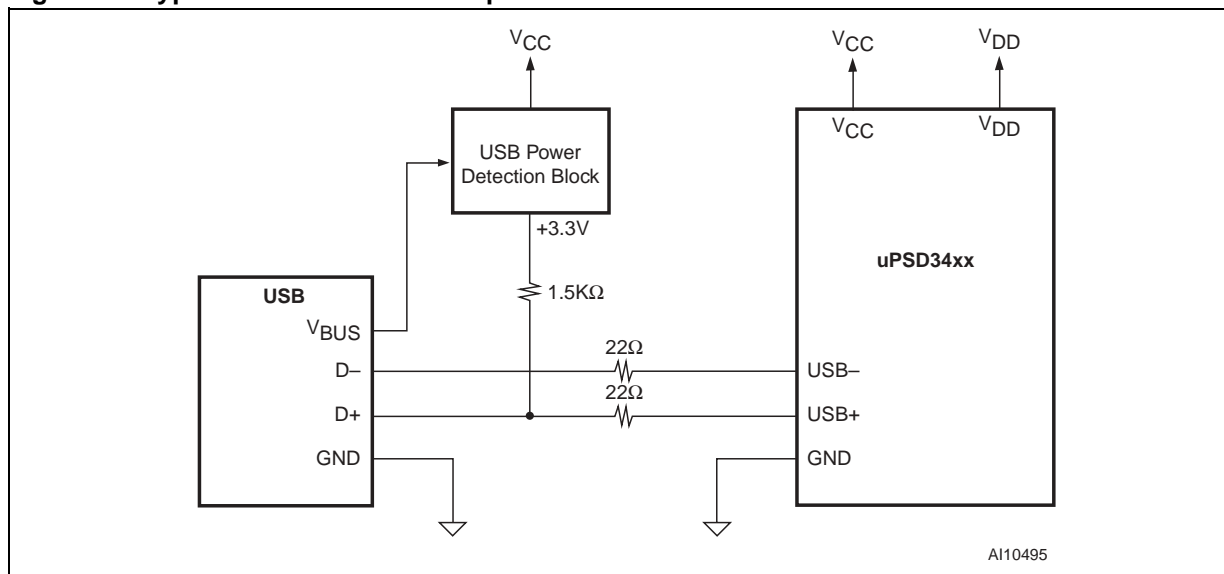 VCC
VCC
VDD
VCC
VDD
USB Power
Detection Block
+3.3V
uPSD34xx
USB
1.5KΩ
VBUS
22Ω
D–
USB–
22Ω
D+
USB+
GND
GND
AI10495